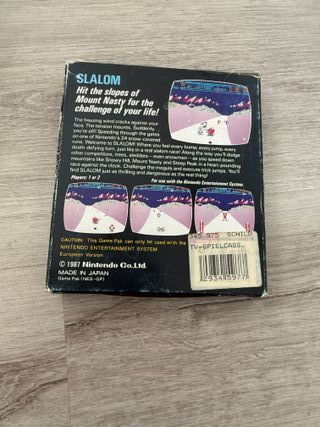 SLALOM
Hit the slopes of
Mount Nasty for the
challenge of your life!
The freezing wind cracks against your
face. The tension mounts. Suddenly,
you're off! Speeding through the gates
on one of Nintendo's 24 snow-covered
runs. Welcome to SLALOM! Where you feel every bump, every jump, every
death-defying turn, just like in a real slalom race! Along the way you'll dodge
other competitors, trees, sledders – even snowmen – as you speed down
mountains like Snowy Hill, Mount Nasty and Steep Peak in a heart-pounding
race against the clock. Challenge the moguls and execute trick jumps. You'll
find SLALOM just as thrilling and dangerous as the real thing!
Players: 1 or 2
For use with the Nintendo Entertainment System.
CAUTION: This Game Pak can only be used with the
NINTENDO ENTERTAINMENT SYSTEM
European Version
© 1987 Nintendo Co., Ltd.
MADE IN JAPAN
Game Pak (NES-GP)
975 SCHILD
TV-SPIELCASS.